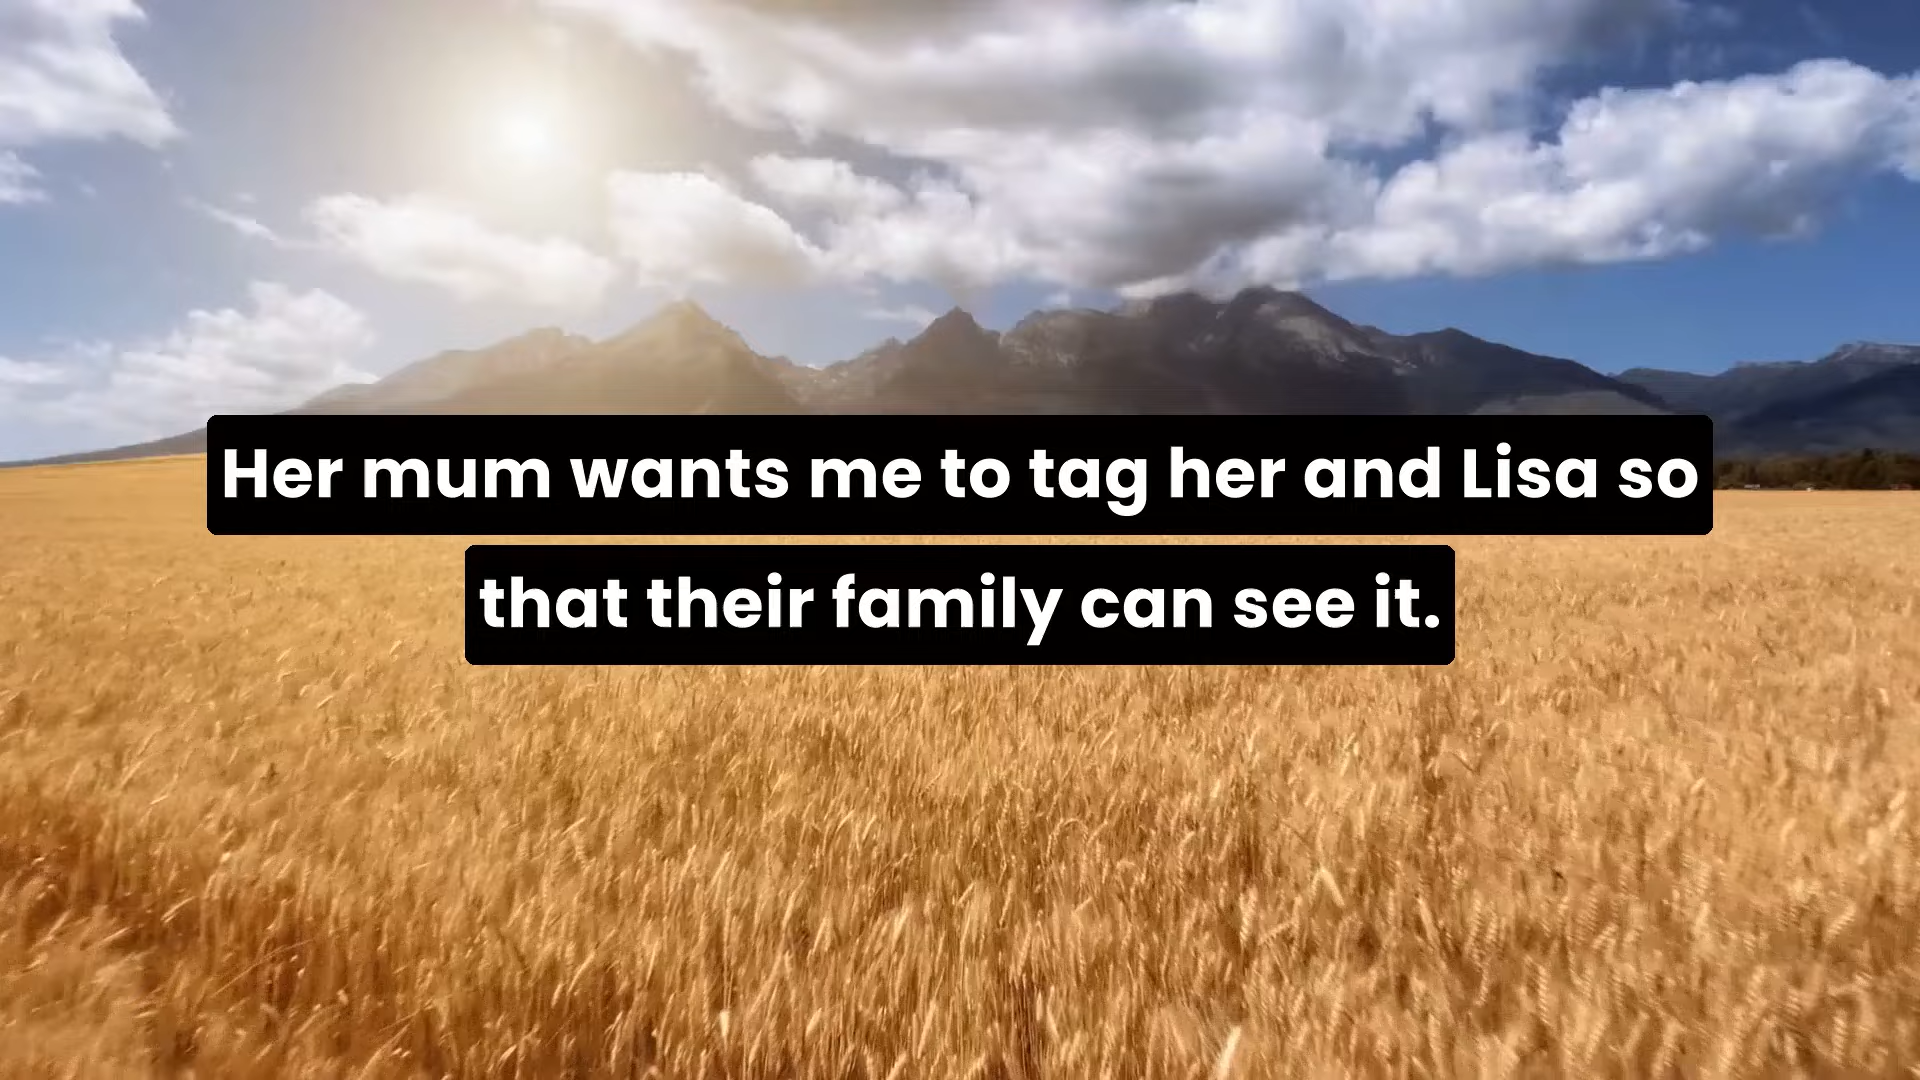 Her mum wants me to tag her and Lisa so
that their family can see it.